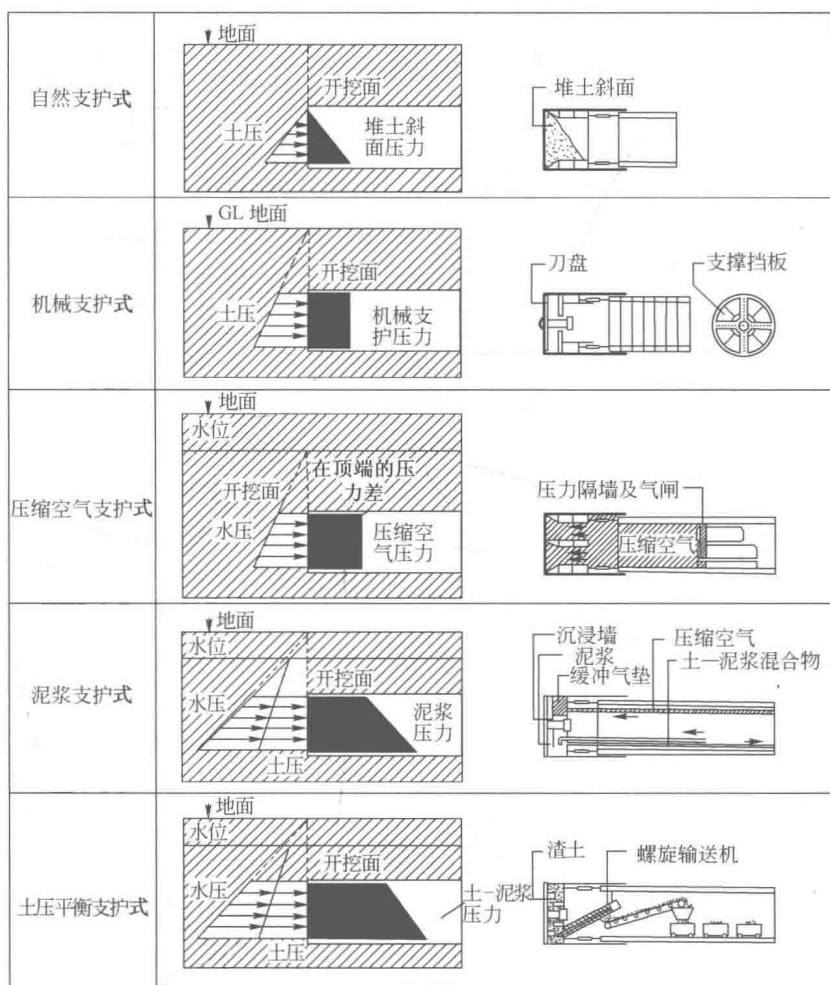 自然支护式
地面
开挖面
土压
堆土斜
面压力
堆土斜面
机械支护式
GL 地面
开挖面
土压
机械支
护压力
刀盘
支撑挡板
压缩空气支护式
地面
水位
在顶端的压
力差
开挖面
水压
压缩空
气压力
压力隔墙及气闸
压缩空气
泥浆支护式
地面
水位
开挖面
水压
泥浆
压力
土压
沉浸墙
泥浆
缓冲气垫
压缩空气
土—泥浆混合物
土压平衡支护式
地面
水位
开挖面
水压
土-泥浆
压力
土压
渣土
螺旋输送机